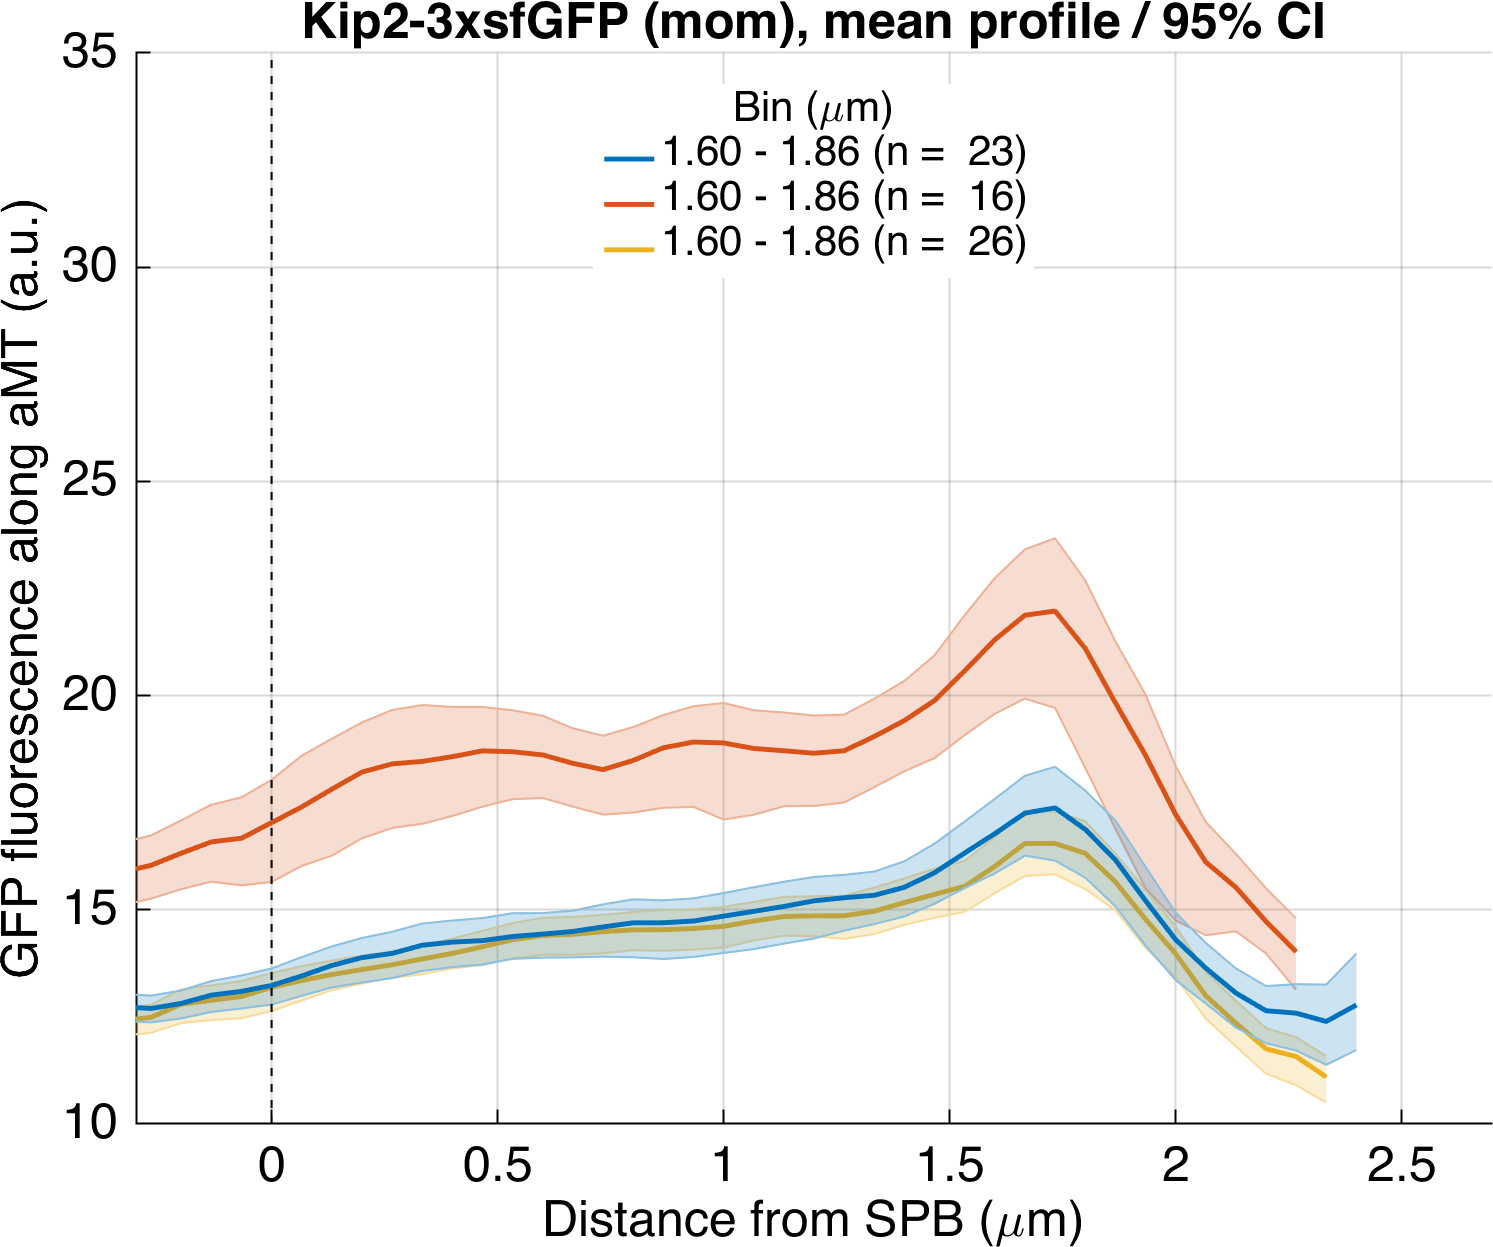 Kip2-3xsfGFP (mom), mean profile / 95% CI
GFP fluorescence along aMT (a.u.)
35
30
25
20
15
10
Bin (μm)
1.60 - 1.86 (n =  23)
1.60 - 1.86 (n =  16)
1.60 - 1.86 (n =  26)
0 0.5 1 1.5 2 2.5
Distance from SPB (μm)